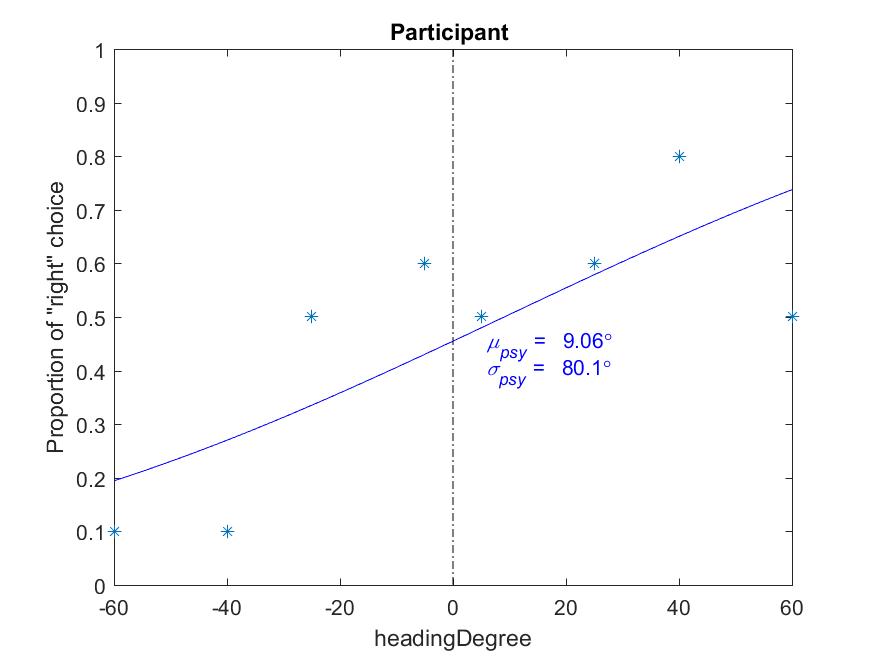 Participant
1
0.9
0.8
0.7
0.6
0.5
0.4
0.3
0.2
0.1
0
Proportion of "right" choice
μpsy = 9.06°
σpsy = 80.1°
-60 -40 -20 0 20 40 60
headingDegree